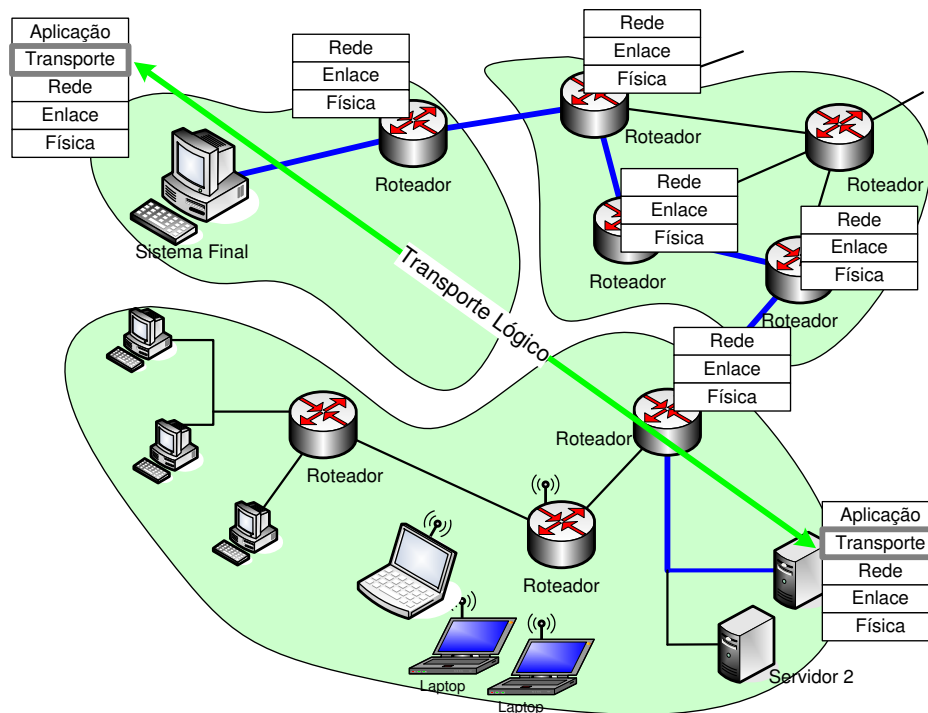 Aplicação
Transporte
Rede
Enlace
Física
Rede
Enlace
Física
Roteador
Sistema Final
Rede
Enlace
Física
Roteador
Roteador
Rede
Enlace
Física
Roteador
Rede
Enlace
Física
Roteador
Transporte Lógico
Rede
Enlace
Física
Roteador
Roteador
Roteador
Laptop
Laptop
Aplicação
Transporte
Rede
Enlace
Física
Servidor 2